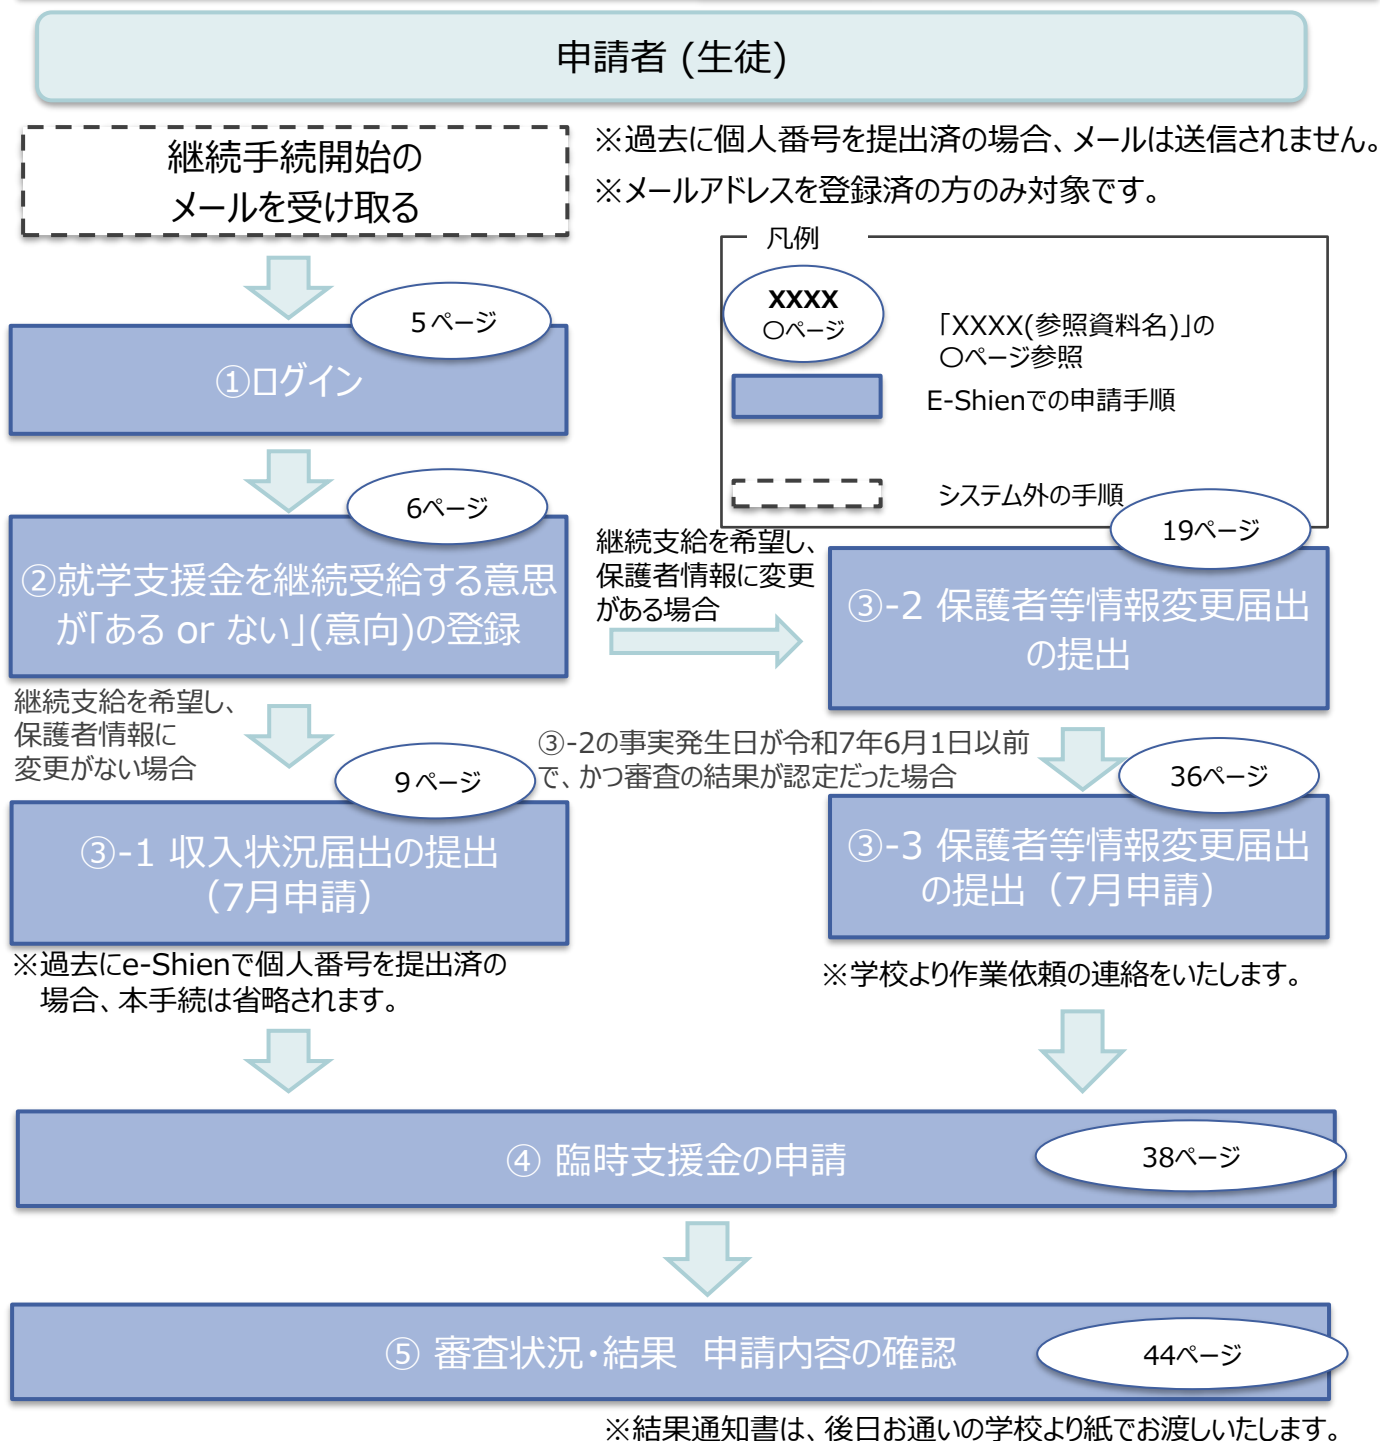 申請者 (生徒)
継続手続開始の
メールを受け取る
※過去に個人番号を提出済の場合、メールは送信されません。
※メールアドレスを登録済の方のみ対象です。
凡例
XXXX
〇ページ
「XXXX(参照資料名)」の
〇ページ参照
E-Shienでの申請手順
システム外の手順
5ページ
①ログイン
6ページ
②就学支援金を継続受給する意思
が「ある or ない」(意向)の登録
継続支給を希望し、
保護者情報に変更
がある場合
19ページ
③-2 保護者等情報変更届出
の提出
継続支給を希望し、
保護者情報に
変更がない場合
③-2の事実発生日が令和7年6月1日以前
で、かつ審査の結果が認定だった場合
9ページ
③-1 収入状況届出の提出
（7月申請）
36ページ
③-3 保護者等情報変更届出
の提出（7月申請）
※過去にe-Shienで個人番号を提出済の
場合、本手続は省略されます。
※学校より作業依頼の連絡をいたします。
④ 臨時支援金の申請
38ページ
⑤ 審査状況・結果　申請内容の確認
44ページ
※結果通知書は、後日お通いの学校より紙でお渡しいたします。